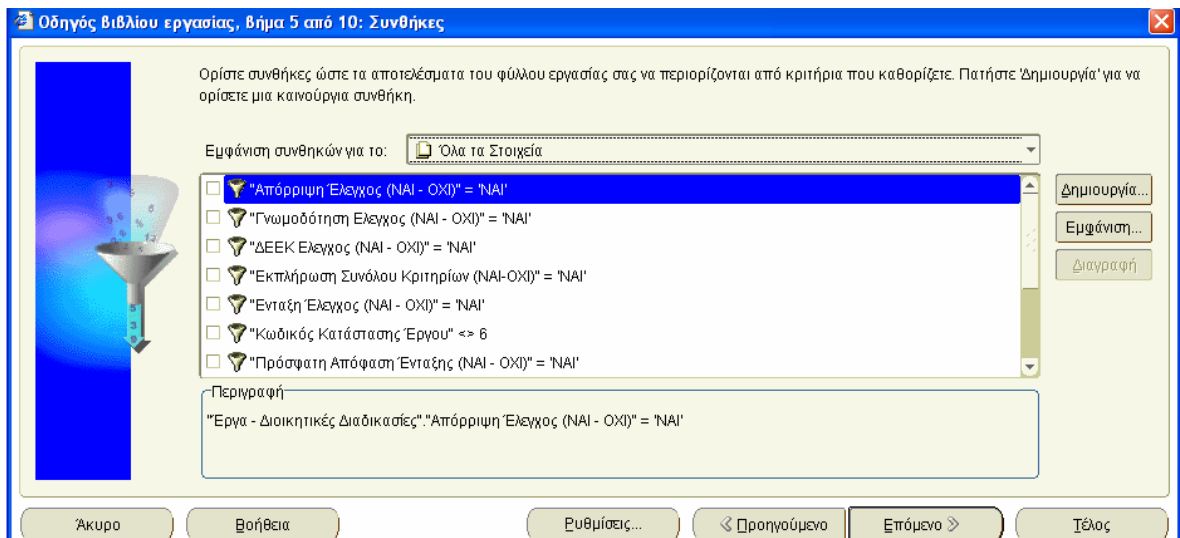 Οδηγός βιβλίου εργασίας, βήμα 5 από 10: Συνθήκες
Ορίστε συνθήκες ώστε τα αποτελέσματα του φύλλου εργασίας σας να περιορίζονται από κριτήρια που καθορίζετε. Πατήστε 'Δημιουργία' για να
ορίσετε μια καινούργια συνθήκη.
Εμφάνιση συνθηκών για το: Όλα τα Στοιχεία
"Απόρριψη Έλεγχος (ΝΑΙ - ΟΧΙ)" = 'ΝΑΙ'
"Γνωμοδότηση Ελεγχος (ΝΑΙ - ΟΧΙ)" = 'ΝΑΙ'
"ΔΕΕΚ Ελεγχος (ΝΑΙ - ΟΧΙ)" = 'ΝΑΙ'
"Εκπλήρωση Συνόλου Κριτηρίων (ΝΑΙ-ΟΧΙ)" = 'ΝΑΙ'
"Ενταξη Έλεγχος (ΝΑΙ - ΟΧΙ)" = 'ΝΑΙ'
"Κωδικός Κατάστασης Έργου" <> 6
"Πρόσφατη Απόφαση Ένταξης (ΝΑΙ - ΟΧΙ)" = 'ΝΑΙ'
Δημιουργία...
Εμφάνιση...
Διαγραφή
Περιγραφή
"Έργα - Διοικητικές Διαδικασίες"."Απόρριψη Έλεγχος (ΝΑΙ - ΟΧΙ)" = 'ΝΑΙ'
Άκυρο Βοήθεια Ρυθμίσεις... Προηγούμενο Επόμενο Τέλος